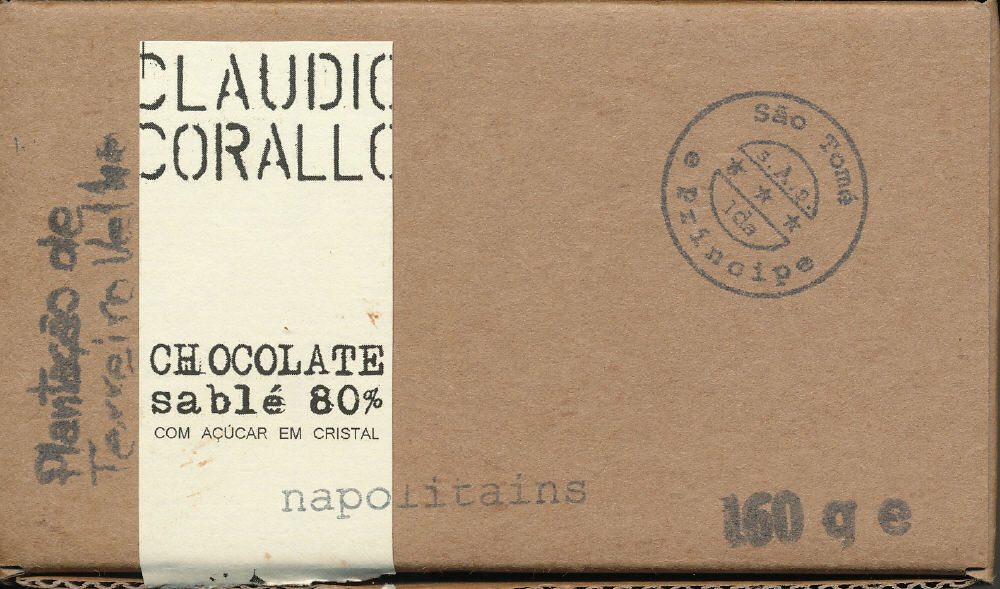 CLAUDIO
CORALLO
CHOCOLATE
sablé 80%
COM AÇÚCAR EM CRISTAL
napolitains
160 g e
São Tomé
e Príncipe
lda
Plantação de
Terreiro Velho